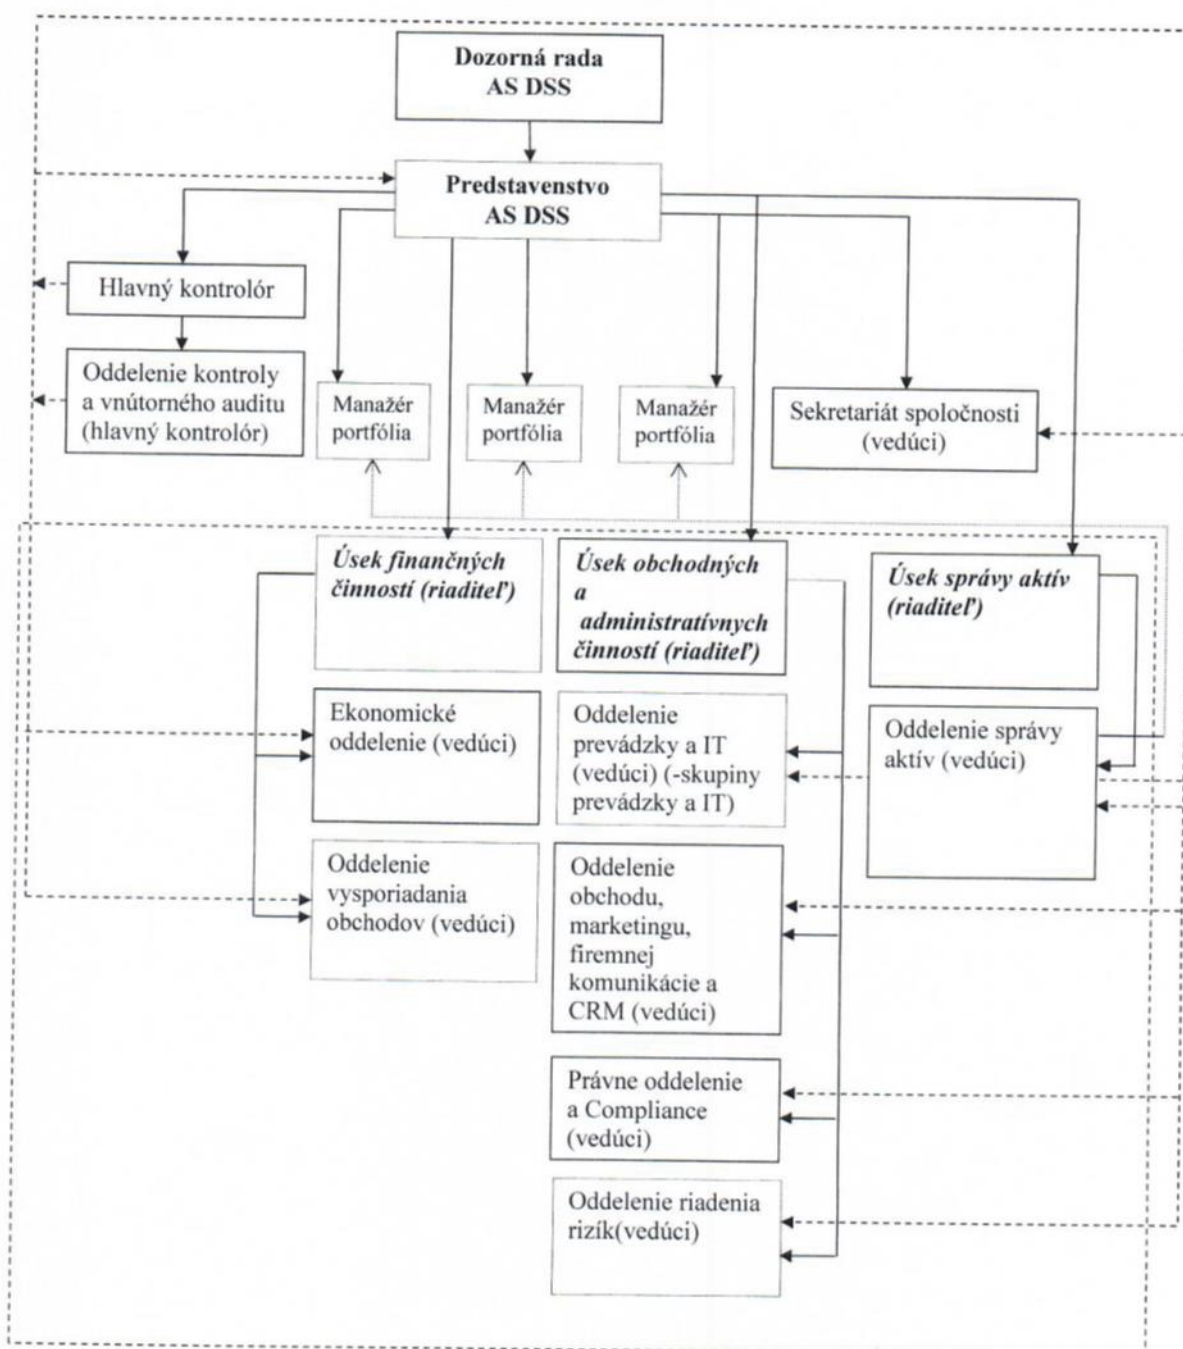 Dozorná rada
AS DSS
Predstavenstvo
AS DSS
Hlavný kontrolór
Oddelenie kontroly
a vnútorného auditu
(hlavný kontrolór)
Manažér
portfólia
Manažér
portfólia
Manažér
portfólia
Sekretariát spoločnosti
(vedúci)
Úsek finančných
činností (riaditeľ)
Úsek obchodných
a
administratívnych
činností (riaditeľ)
Úsek správy aktív
(riaditeľ)
Ekonomické
oddelenie (vedúci)
Oddelenie
prevádzky a IT
(vedúci) (-skupiny
prevádzky a IT)
Oddelenie správy
aktív (vedúci)
Oddelenie
vysporiadania
obchodov (vedúci)
Oddelenie
obchodu,
marketingu,
firemnej
komunikácie a
CRM (vedúci)
Právne oddelenie
a Compliance
(vedúci)
Oddelenie riadenia
rizík(vedúci)